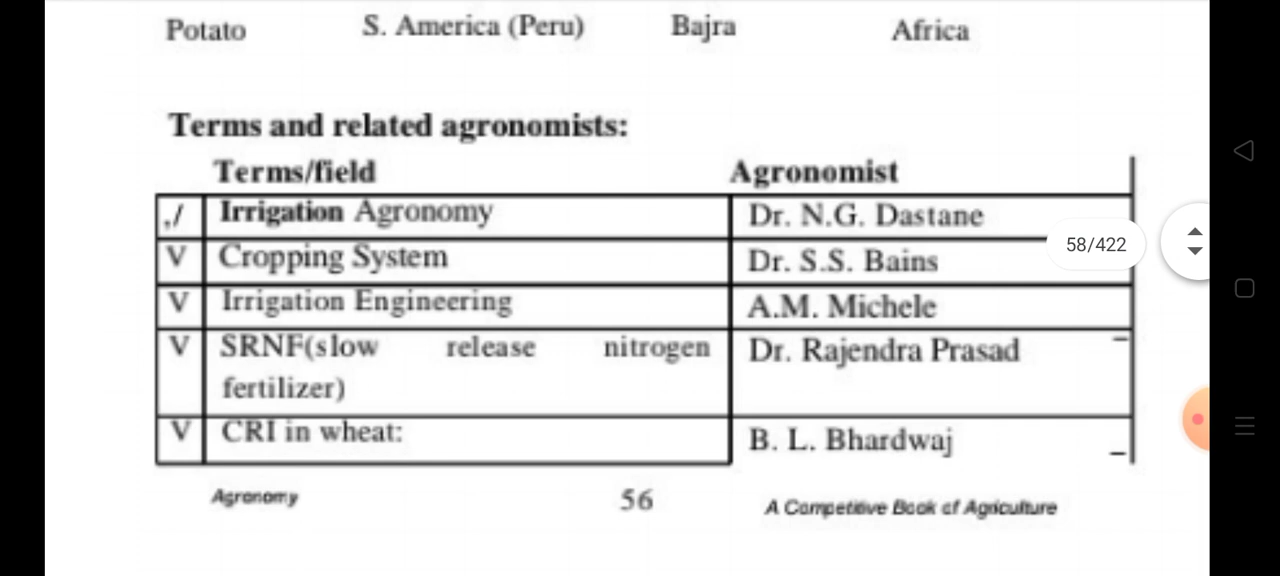 Potato S. America (Peru) Bajra Africa
Terms and related agronomists:
Terms/field Agronomist
,/ Irrigation Agronomy Dr. N.G. Dastane
58/422
V Cropping System Dr. S.S. Bains
V Irrigation Engineering A.M. Michele
V SRNF(slow release nitrogen Dr. Rajendra Prasad
fertilizer)
V CRI in wheat: B. L. Bhardwaj
Agronomy 56 A Competitive Book of Agriculture